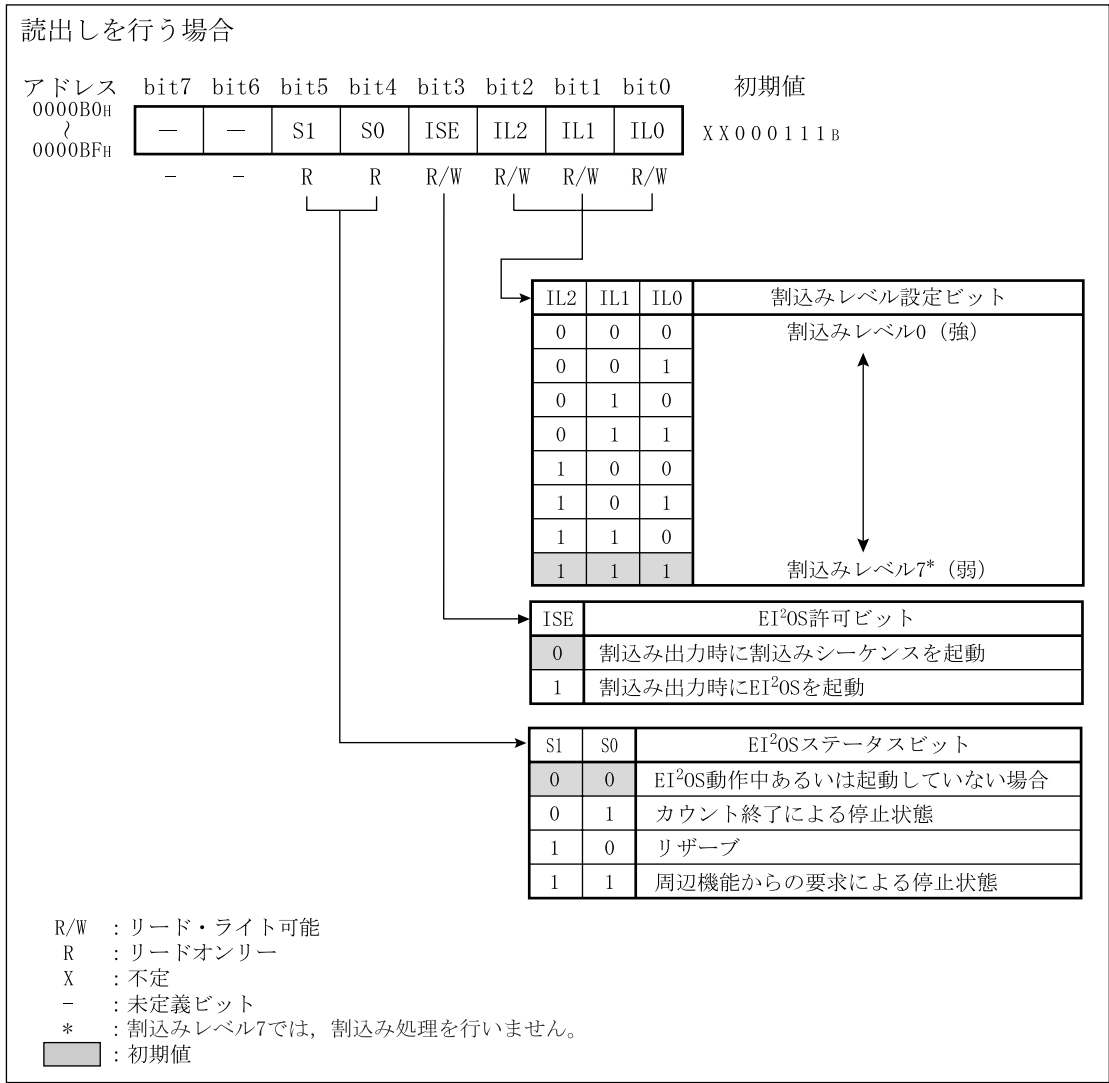 読出しを行う場合
アドレス bit7 bit6 bit5 bit4 bit3 bit2 bit1 bit0 初期値
0000B0H
～
0000BFH
— — S1 S0 ISE IL2 IL1 IL0 XX000111B
- - R R R/W R/W R/W R/W
IL2 IL1 IL0 割込みレベル設定ビット
0 0 0 割込みレベル0 (強)
0 0 1
0 1 0
0 1 1
1 0 0
1 0 1
1 1 0
1 1 1 割込みレベル7* (弱)
ISE EI²OS許可ビット
0 割込み出力時に割込みシーケンスを起動
1 割込み出力時にEI²OSを起動
S1 S0 EI²OSステータスビット
0 0 EI²OS動作中あるいは起動していない場合
0 1 カウント終了による停止状態
1 0 リザーブ
1 1 周辺機能からの要求による停止状態
R/W :リード・ライト可能
R :リードオンリー
X :不定
- :未定義ビット
* :割込みレベル7では, 割込み処理を行いません。
:初期値